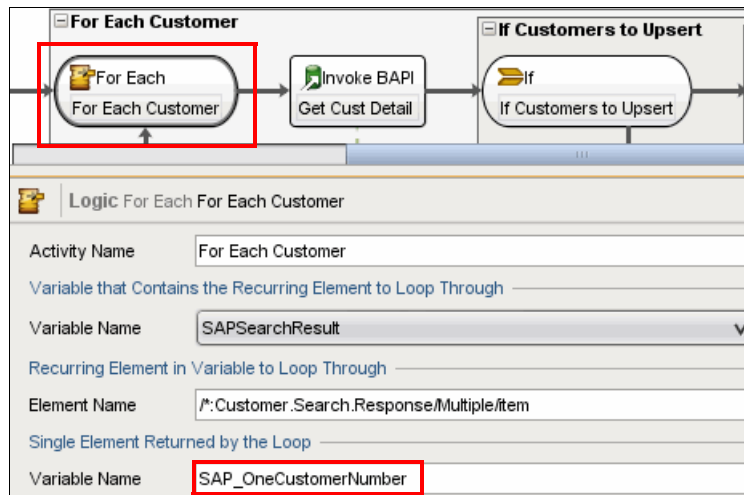 For Each Customer
If Customers to Upsert
For Each
For Each Customer
Invoke BAPI
Get Cust Detail
If
If Customers to Upsert
Logic For Each For Each Customer
Activity Name For Each Customer
Variable that Contains the Recurring Element to Loop Through
Variable Name SAPSearchResult
Recurring Element in Variable to Loop Through
Element Name /*:Customer.Search.Response/Multiple/item
Single Element Returned by the Loop
Variable Name SAP_OneCustomerNumber